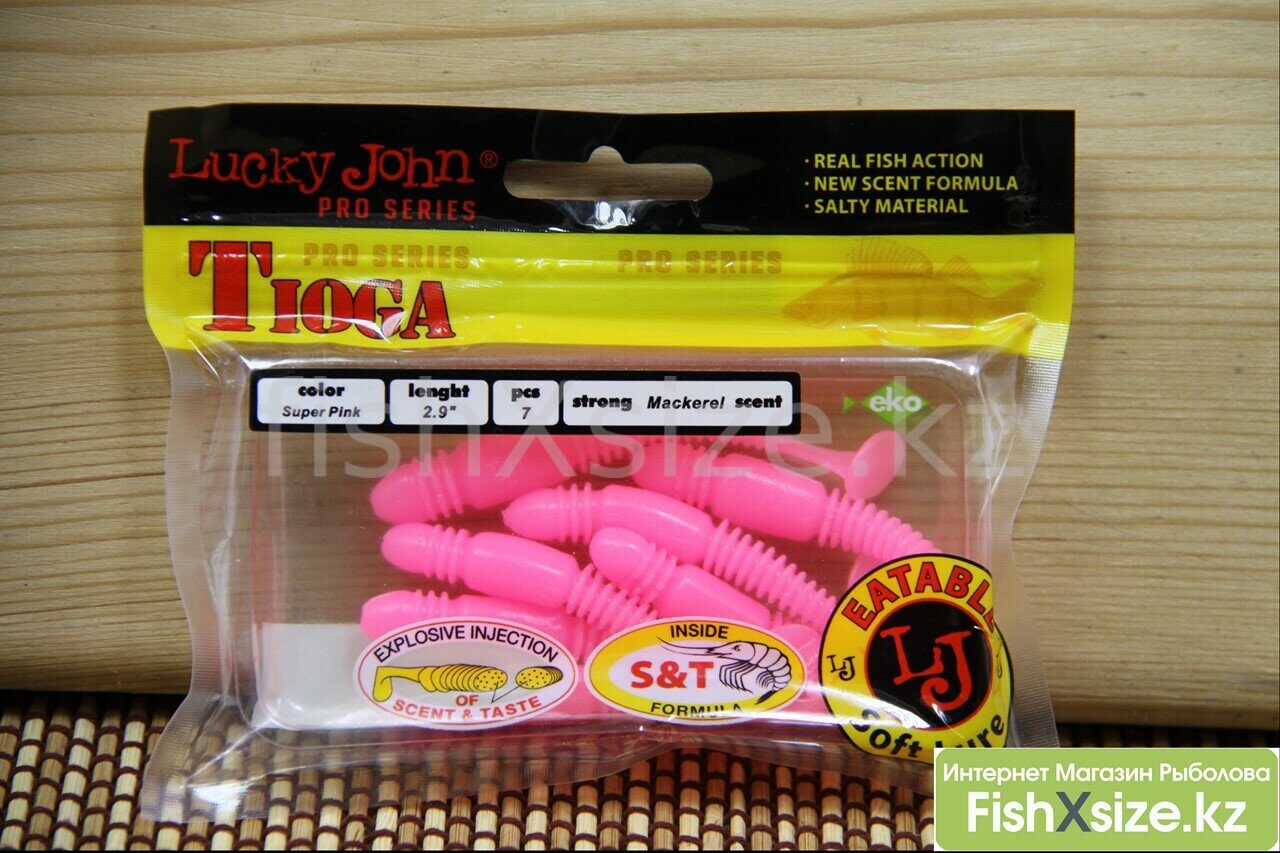 Lucky John®
PRO SERIES
· REAL FISH ACTION
· NEW SCENT FORMULA
· SALTY MATERIAL
PRO SERIES
PRO SERIES
TIOGA
color
Super Pink
lenght
2.9"
pcs
7
strong Mackerel scent
eko
fishXsize.kz
EXPLOSIVE INJECTION
OF
SCENT & TASTE
INSIDE
S&T
FORMULA
EATABLE
LJ
LJ
LJ
Soft
Интернет Магазин Рыболова
FishXsize.kz